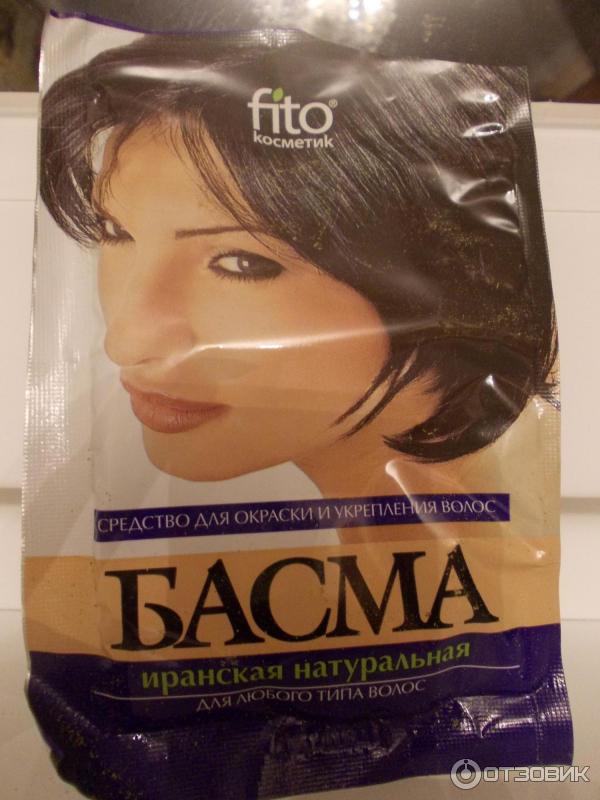 fito®
косметик
СРЕДСТВО ДЛЯ ОКРАСКИ И УКРЕПЛЕНИЯ ВОЛОС
БАСМА
иранская натуральная
ДЛЯ ЛЮБОГО ТИПА ВОЛОС
ОТЗОВИК